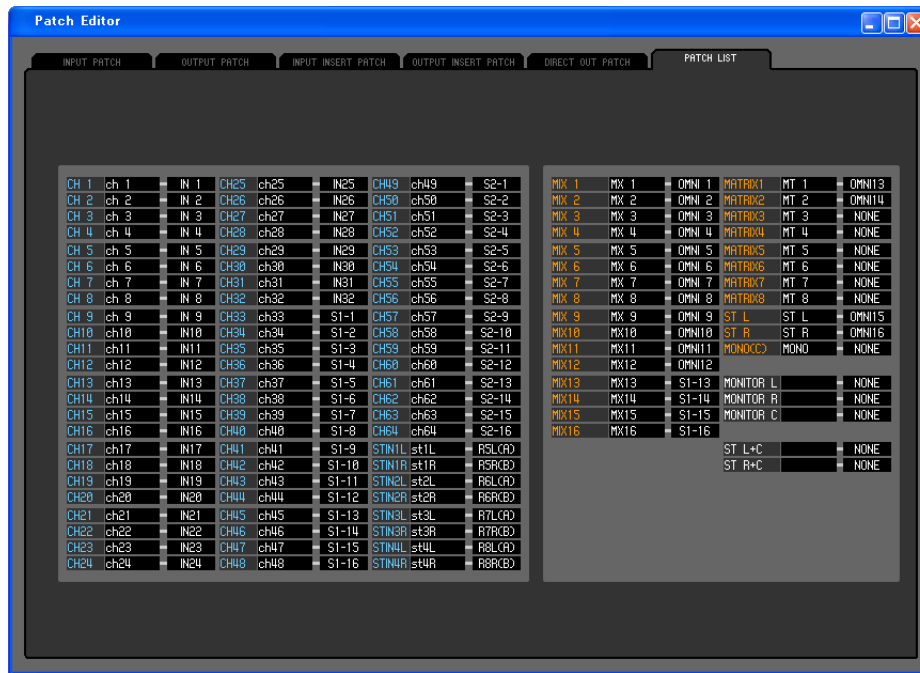 Patch Editor
INPUT PATCH OUTPUT PATCH INPUT INSERT PATCH OUTPUT INSERT PATCH DIRECT OUT PATCH PATCH LIST
CH 1 ch 1 IN 1 CH25 ch25 IN25 CH49 ch49 S2-1 MIX 1 MX 1 OMNI 1 MATRIX1 MT 1 OMNI13
CH 2 ch 2 IN 2 CH26 ch26 IN26 CH50 ch50 S2-2 MIX 2 MX 2 OMNI 2 MATRIX2 MT 2 OMNI14
CH 3 ch 3 IN 3 CH27 ch27 IN27 CH51 ch51 S2-3 MIX 3 MX 3 OMNI 3 MATRIX3 MT 3 NONE
CH 4 ch 4 IN 4 CH28 ch28 IN28 CH52 ch52 S2-4 MIX 4 MX 4 OMNI 4 MATRIX4 MT 4 NONE
CH 5 ch 5 IN 5 CH29 ch29 IN29 CH53 ch53 S2-5 MIX 5 MX 5 OMNI 5 MATRIX5 MT 5 NONE
CH 6 ch 6 IN 6 CH30 ch30 IN30 CH54 ch54 S2-6 MIX 6 MX 6 OMNI 6 MATRIX6 MT 6 NONE
CH 7 ch 7 IN 7 CH31 ch31 IN31 CH55 ch55 S2-7 MIX 7 MX 7 OMNI 7 MATRIX7 MT 7 NONE
CH 8 ch 8 IN 8 CH32 ch32 IN32 CH56 ch56 S2-8 MIX 8 MX 8 OMNI 8 MATRIX8 MT 8 NONE
CH 9 ch 9 IN 9 CH33 ch33 S1-1 CH57 ch57 S2-9 MIX 9 MX 9 OMNI 9 ST L ST L OMNI15
CH10 ch10 IN10 CH34 ch34 S1-2 CH58 ch58 S2-10 MIX10 MX10 OMNI10 ST R ST R OMNI16
CH11 ch11 IN11 CH35 ch35 S1-3 CH59 ch59 S2-11 MIX11 MX11 OMNI11 MONO(C) MONO NONE
CH12 ch12 IN12 CH36 ch36 S1-4 CH60 ch60 S2-12 MIX12 MX12 OMNI12
CH13 ch13 IN13 CH37 ch37 S1-5 CH61 ch61 S2-13 MIX13 MX13 S1-13 MONITOR L NONE
CH14 ch14 IN14 CH38 ch38 S1-6 CH62 ch62 S2-14 MIX14 MX14 S1-14 MONITOR R NONE
CH15 ch15 IN15 CH39 ch39 S1-7 CH63 ch63 S2-15 MIX15 MX15 S1-15 MONITOR C NONE
CH16 ch16 IN16 CH40 ch40 S1-8 CH64 ch64 S2-16 MIX16 MX16 S1-16
CH17 ch17 IN17 CH41 ch41 S1-9 STIN1L st1L R5L(A) ST L+C NONE
CH18 ch18 IN18 CH42 ch42 S1-10 STIN1R st1R R5R(B) ST R+C NONE
CH19 ch19 IN19 CH43 ch43 S1-11 STIN2L st2L R6L(A)
CH20 ch20 IN20 CH44 ch44 S1-12 STIN2R st2R R6R(B)
CH21 ch21 IN21 CH45 ch45 S1-13 STIN3L st3L R7L(A)
CH22 ch22 IN22 CH46 ch46 S1-14 STIN3R st3R R7R(B)
CH23 ch23 IN23 CH47 ch47 S1-15 STIN4L st4L R8L(A)
CH24 ch24 IN24 CH48 ch48 S1-16 STIN4R st4R R8R(B)